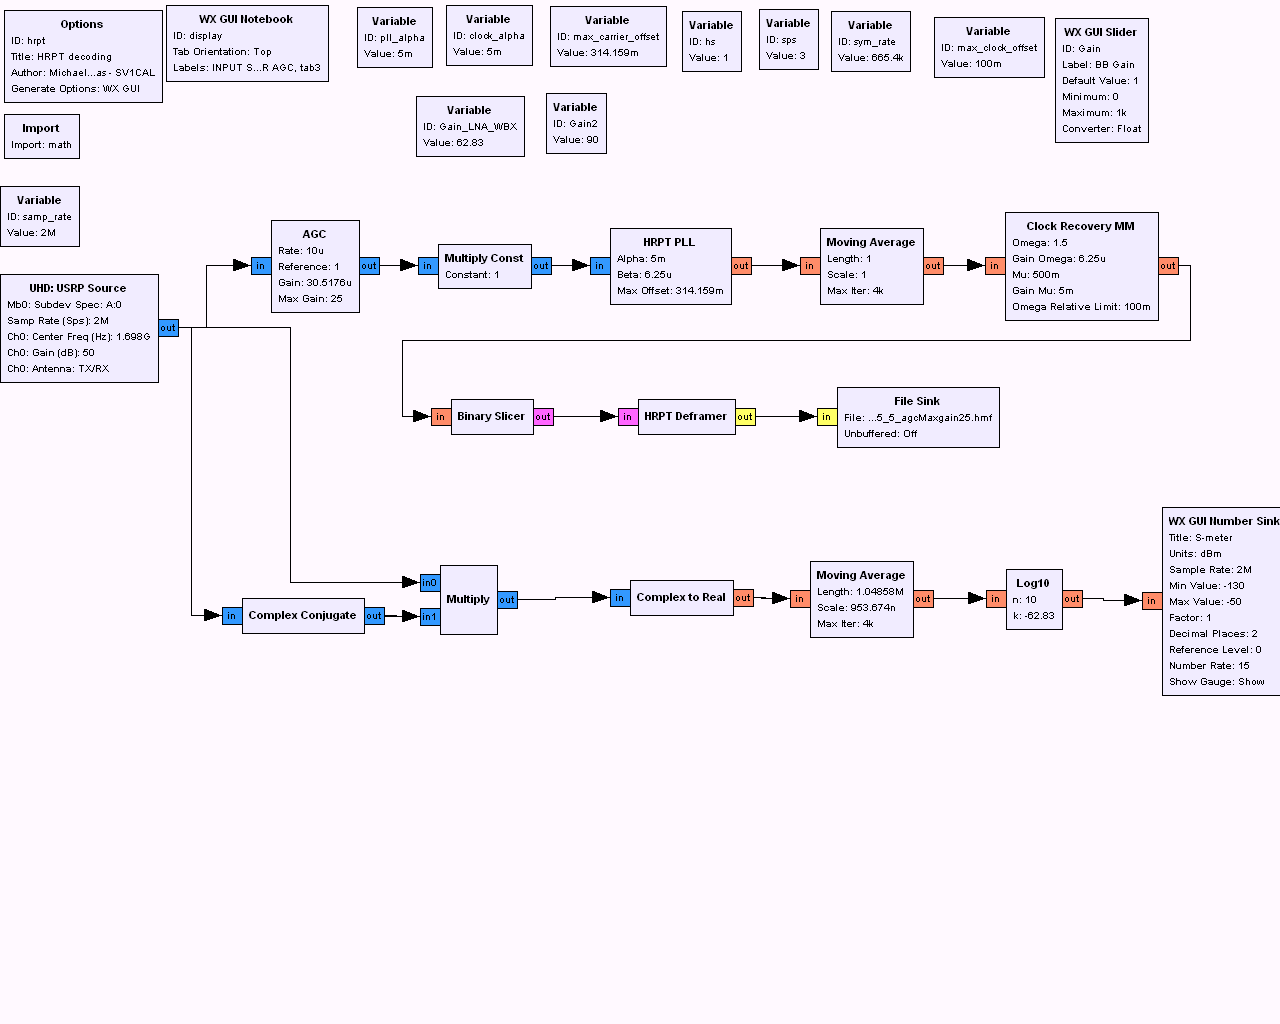 Options
ID: hrpt
Title: HRPT decoding
Author: Michael...as - SV1CAL
Generate Options: WX GUI
WX GUI Notebook
ID: display
Tab Orientation: Top
Labels: INPUT S...R AGC, tab3
Variable
ID: pll_alpha
Value: 5m
Variable
ID: clock_alpha
Value: 5m
Variable
ID: max_carrier_offset
Value: 314.159m
Variable
ID: hs
Value: 1
Variable
ID: sps
Value: 3
Variable
ID: sym_rate
Value: 665.4k
Variable
ID: max_clock_offset
Value: 100m
WX GUI Slider
ID: Gain
Label: BB Gain
Default Value: 1
Minimum: 0
Maximum: 1k
Converter: Float
Import
Import: math
Variable
ID: Gain_LNA_WBX
Value: 62.83
Variable
ID: Gain2
Value: 90
Variable
ID: samp_rate
Value: 2M
UHD: USRP Source
Mb0: Subdev Spec: A:0
Samp Rate (Sps): 2M
Ch0: Center Freq (Hz): 1.698G
Ch0: Gain (dB): 50
Ch0: Antenna: TX/RX
out
in
AGC
Rate: 10u
Reference: 1
Gain: 30.5176u
Max Gain: 25
out
in
Multiply Const
Constant: 1
out
in
HRPT PLL
Alpha: 5m
Beta: 6.25u
Max Offset: 314.159m
out
in
Moving Average
Length: 1
Scale: 1
Max Iter: 4k
out
in
Clock Recovery MM
Omega: 1.5
Gain Omega: 6.25u
Mu: 500m
Gain Mu: 5m
Omega Relative Limit: 100m
out
in
Binary Slicer
out
in
HRPT Deframer
out
in
File Sink
File: ...5_5_agcMaxgain25.hmf
Unbuffered: Off
in
Complex Conjugate
out
in0
in1
Multiply
out
in
Complex to Real
out
in
Moving Average
Length: 1.04858M
Scale: 953.674n
Max Iter: 4k
out
in
Log10
n: 10
k: -62.83
out
in
WX GUI Number Sink
Title: S-meter
Units: dBm
Sample Rate: 2M
Min Value: -130
Max Value: -50
Factor: 1
Decimal Places: 2
Reference Level: 0
Number Rate: 15
Show Gauge: Show